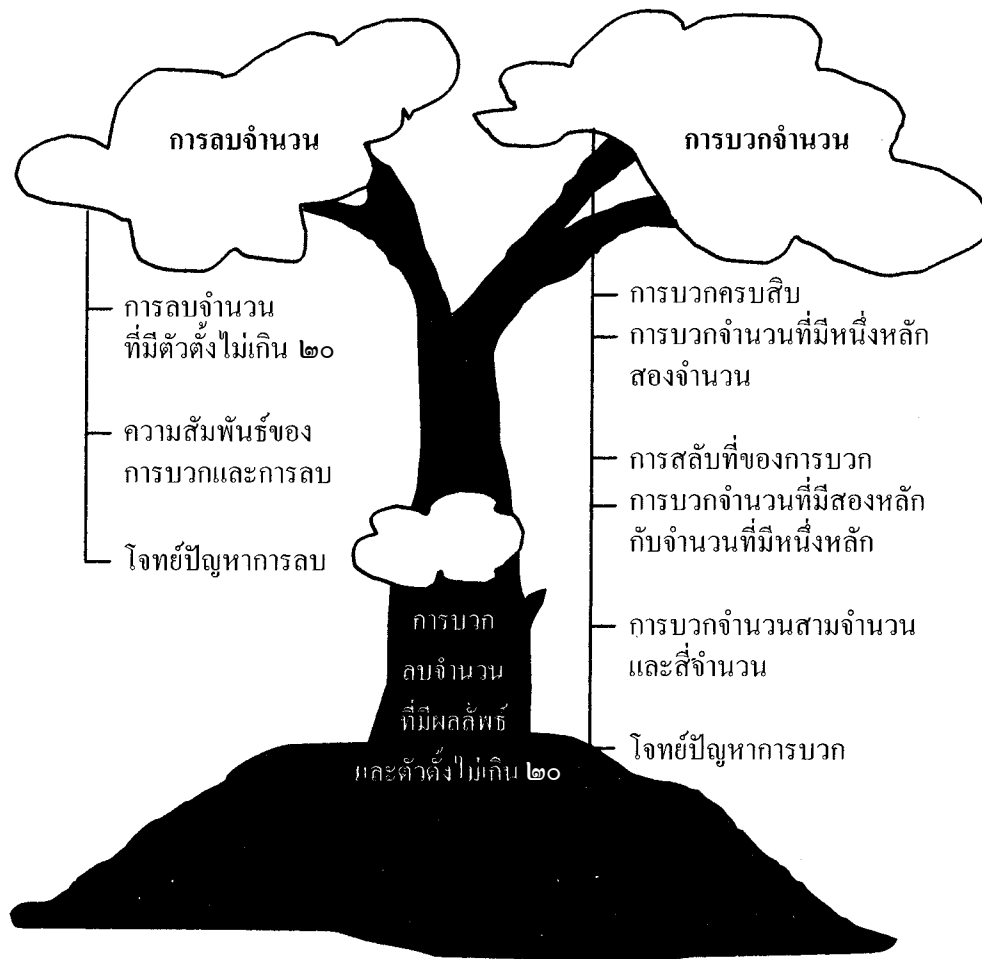 การลบจำนวน
การลบจำนวน
ที่มีตัวตั้งไม่เกิน ๒๐
ความสัมพันธ์ของ
การบวกและการลบ
โจทย์ปัญหาการลบ
การบวกจำนวน
การบวกครบสิบ
การบวกจำนวนที่มีหนึ่งหลัก
สองจำนวน
การสลับที่ของการบวก
การบวกจำนวนที่มีสองหลัก
กับจำนวนที่มีหนึ่งหลัก
การบวกจำนวนสามจำนวน
และสี่จำนวน
โจทย์ปัญหาการบวก
การบวก
ลบจำนวน
ที่มีผลลัพธ์
และตัวตั้งไม่เกิน ๒๐